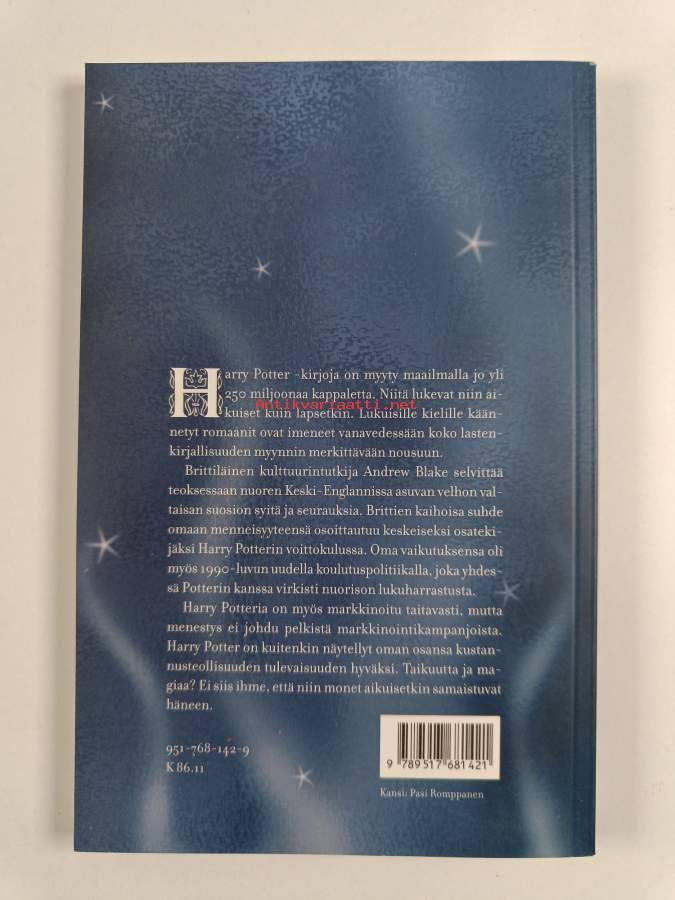 Harry Potter -kirjoja on myyty maailmalla jo yli
250 miljoonaa kappaletta. Niitä lukevat niin ai-
Antikvariaatti.net
kuiset kuin lapsetkin. Lukuisille kielille kään-
netyt romaanit ovat imeneet vanavedessään koko lasten-
kirjallisuuden myynnin merkittävään nousuun.
Brittiläinen kulttuurintutkija Andrew Blake selvittää
teoksessaan nuoren Keski-Englannissa asuvan velhon val-
taisan suosion syitä ja seurauksia. Brittien kaihoisa suhde
omaan menneisyyteensä osoittautuu keskeiseksi osateki-
jäksi Harry Potterin voittokulussa. Oma vaikutuksensa oli
myös 1990-luvun uudella koulutuspolitiikalla, joka yhdes-
sä Potterin kanssa virkisti nuorison lukuharrastusta.
Harry Potteria on myös markkinoitu taitavasti, mutta
menestys ei johdu pelkistä markkinointikampanjoista.
Harry Potter on kuitenkin näytellyt oman osansa kustan-
nusteollisuuden tulevaisuuden hyväksi. Taikuutta ja ma-
giaa? Ei siis ihme, että niin monet aikuisetkin samaistuvat
häneen.
951-768-142-9
K 86.11
9 789517 681421
Kansi: Pasi Romppanen